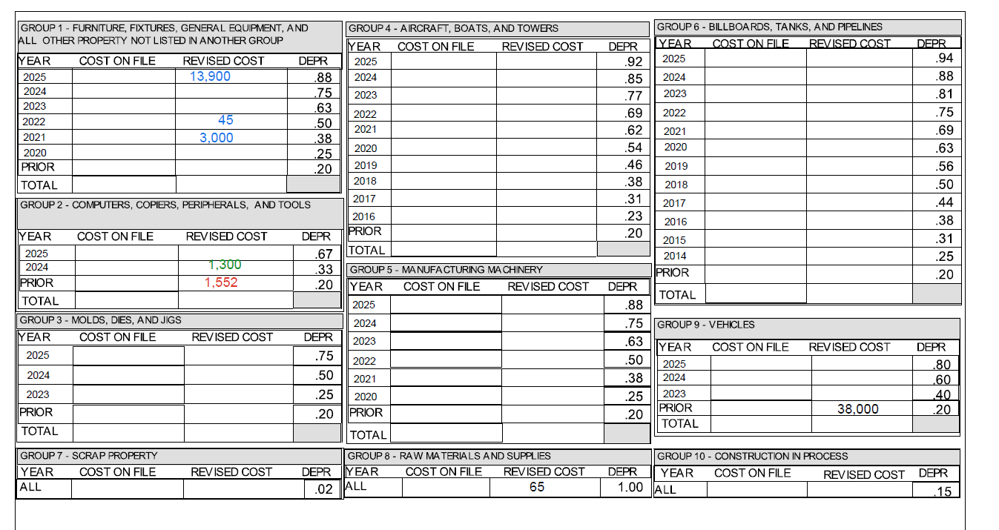 GROUP 1 - FURNITURE, FIXTURES, GENERAL EQUIPMENT, AND
ALL OTHER PROPERTY NOT LISTED IN ANOTHER GROUP
YEAR COST ON FILE REVISED COST DEPR
2025 13,900 .88
2024 .75
2023 .63
2022 45 .50
2021 3,000 .38
2020 .25
PRIOR .20
TOTAL
GROUP 2 - COMPUTERS, COPIERS, PERIPHERALS, AND TOOLS
YEAR COST ON FILE REVISED COST DEPR
2025 .67
2024 1,300 .33
PRIOR 1,552 .20
TOTAL
GROUP 3 - MOLDS, DIES, AND JIGS
YEAR COST ON FILE REVISED COST DEPR
2025 .75
2024 .50
2023 .25
PRIOR .20
TOTAL
GROUP 7 - SCRAP PROPERTY
YEAR COST ON FILE REVISED COST DEPR
ALL .02
GROUP 4 - AIRCRAFT, BOATS, AND TOWERS
YEAR COST ON FILE REVISED COST DEPR
2025 .92
2024 .85
2023 .77
2022 .69
2021 .62
2020 .54
2019 .46
2018 .38
2017 .31
2016 .23
PRIOR .20
TOTAL
GROUP 5 - MANUFACTURING MACHINERY
YEAR COST ON FILE REVISED COST DEPR
2025 .88
2024 .75
2023 .63
2022 .50
2021 .38
2020 .25
PRIOR .20
TOTAL
GROUP 8 - RAW MATERIALS AND SUPPLIES
YEAR COST ON FILE REVISED COST DEPR
ALL 65 1.00
GROUP 6 - BILLBOARDS, TANKS, AND PIPELINES
YEAR COST ON FILE REVISED COST DEPR
2025 .94
2024 .88
2023 .81
2022 .75
2021 .69
2020 .63
2019 .56
2018 .50
2017 .44
2016 .38
2015 .31
2014 .25
PRIOR .20
TOTAL
GROUP 9 - VEHICLES
YEAR COST ON FILE REVISED COST DEPR
2025 .80
2024 .60
2023 .40
PRIOR 38,000 .20
TOTAL
GROUP 10 - CONSTRUCTION IN PROCESS
YEAR COST ON FILE REVISED COST DEPR
ALL .15